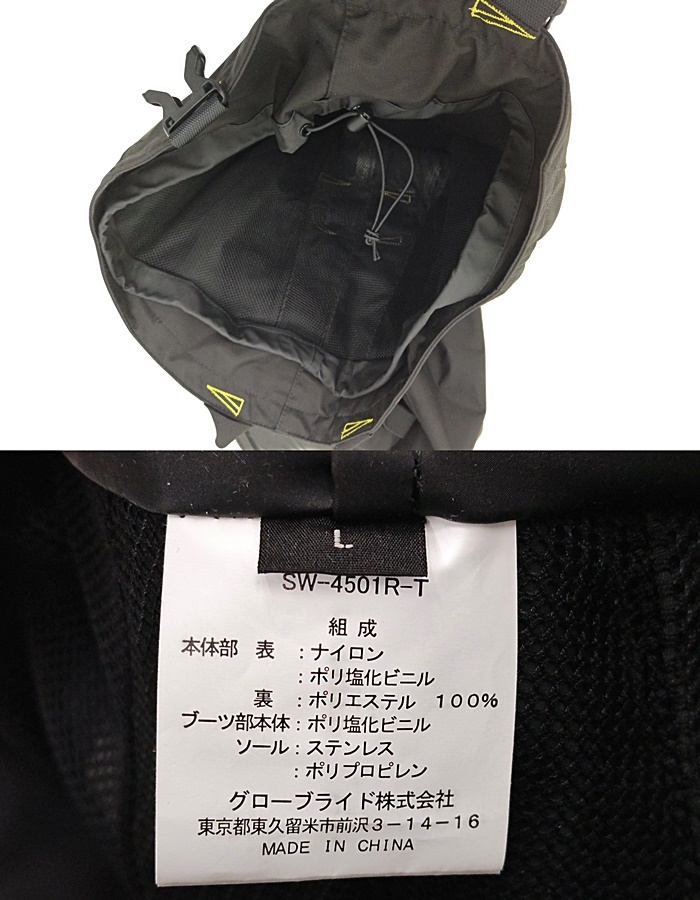 L
SW-4501R-T
組成
本体部 表 : ナイロン
: ポリ塩化ビニル
裏 : ポリエステル 100%
ブーツ部本体 : ポリ塩化ビニル
ソール : ステンレス
: ポリプロピレン
グローブライド株式会社
東京都東久留米市前沢3-14-16
MADE IN CHINA